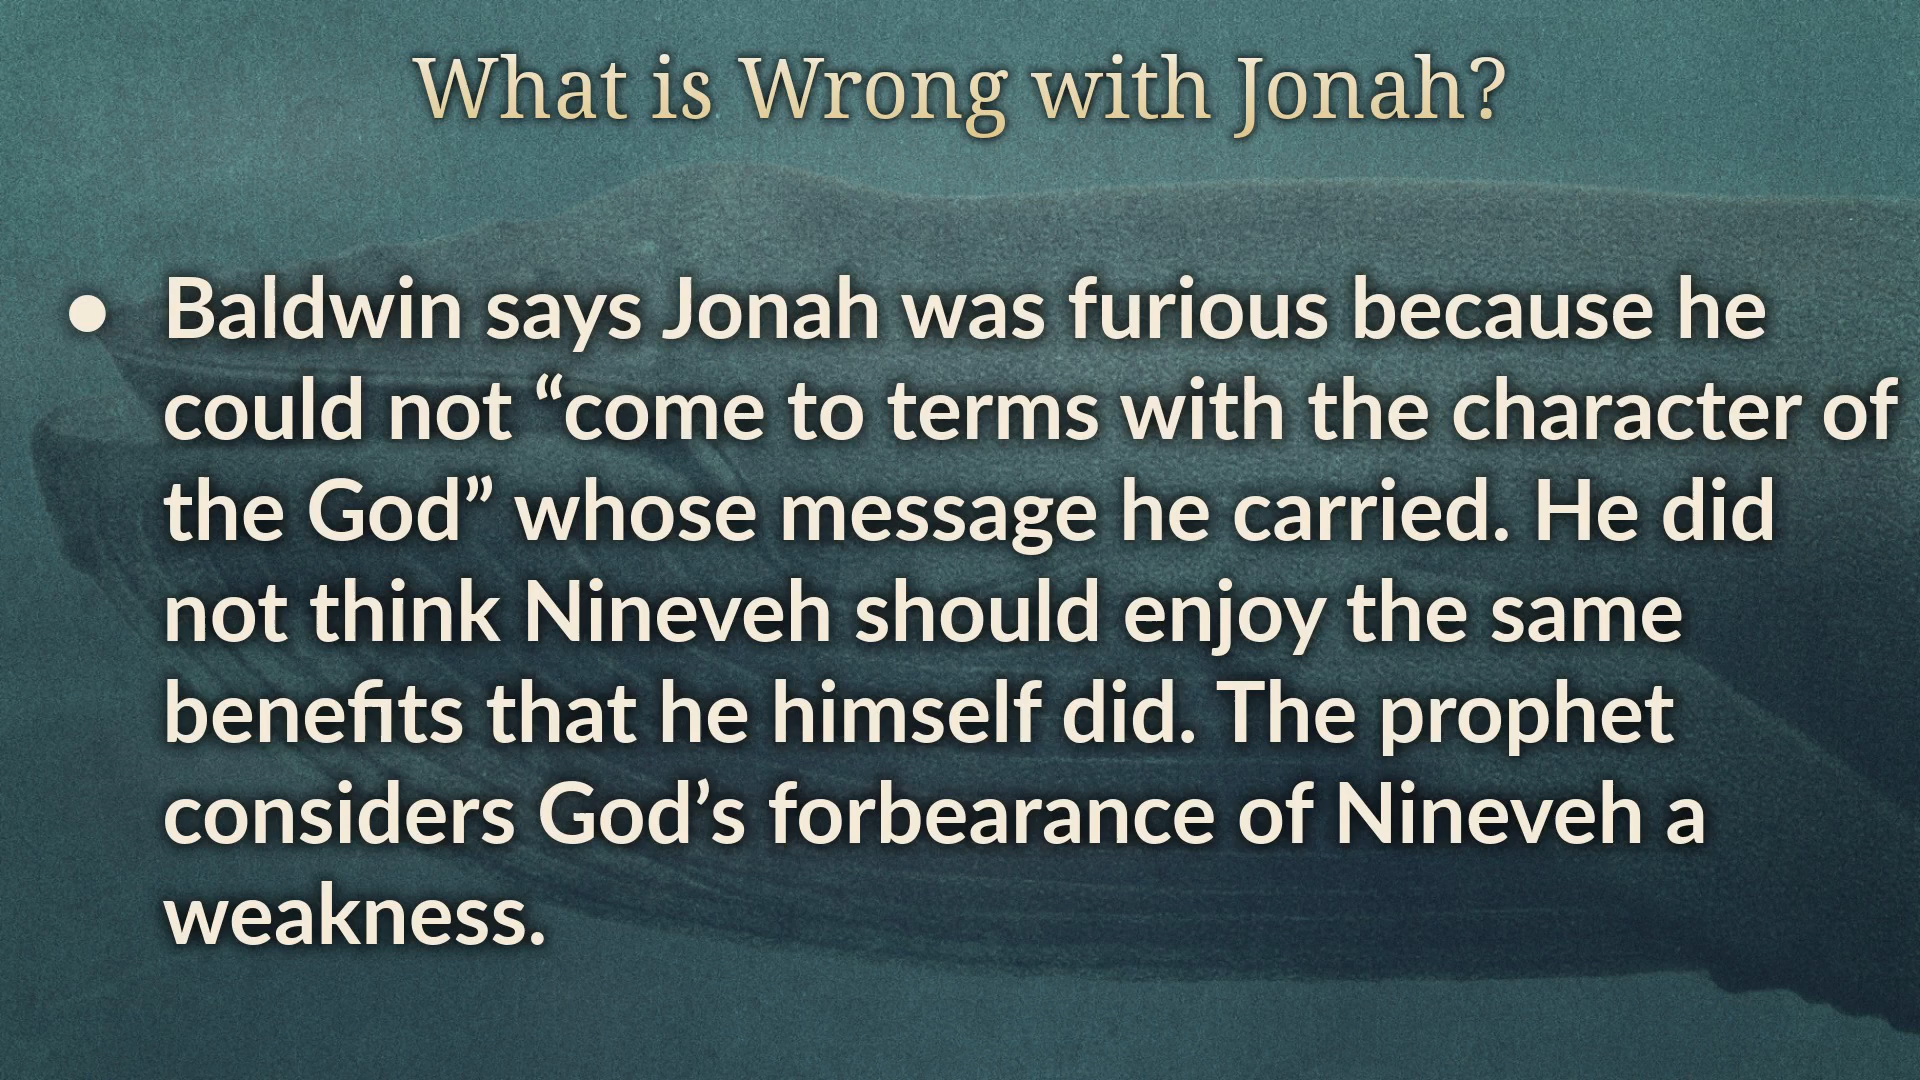 What is Wrong with Jonah?
• Baldwin says Jonah was furious because he
could not “come to terms with the character of
the God” whose message he carried. He did
not think Nineveh should enjoy the same
benefits that he himself did. The prophet
considers God’s forbearance of Nineveh a
weakness.